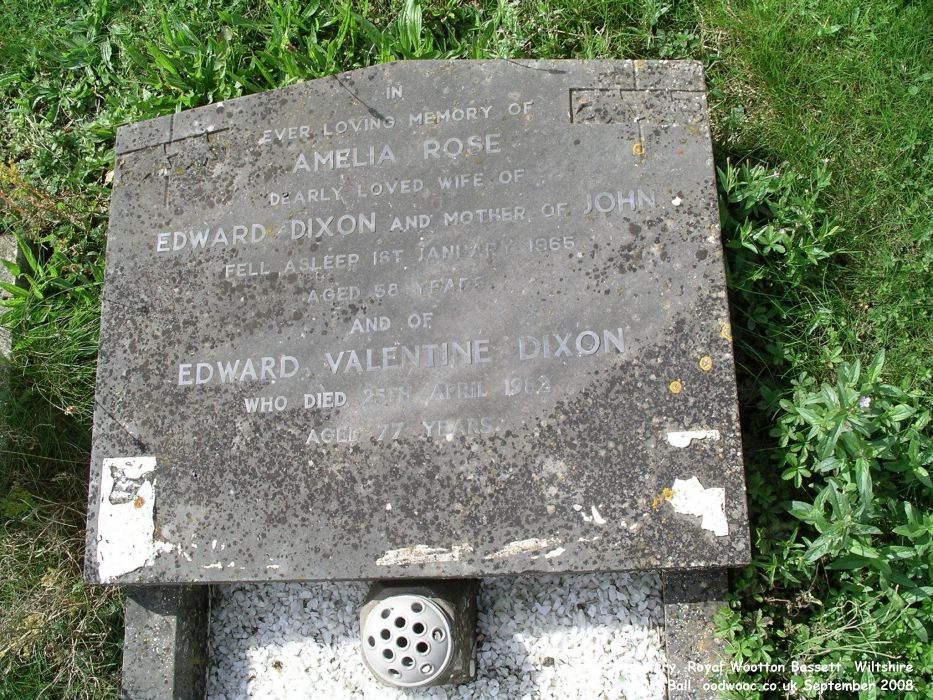 IN
EVER LOVING MEMORY OF
AMELIA ROSE
DEARLY LOVED WIFE OF
EDWARD DIXON AND MOTHER OF JOHN
FELL ASLEEP 1ST JANUARY 1965
AGED 58 YEARS
AND OF
EDWARD VALENTINE DIXON
WHO DIED 25TH APRIL 1982
AGED 77 YEARS
Royal Wootton Bassett, Wiltshire
Ball, oodwooc.co.uk September 2008